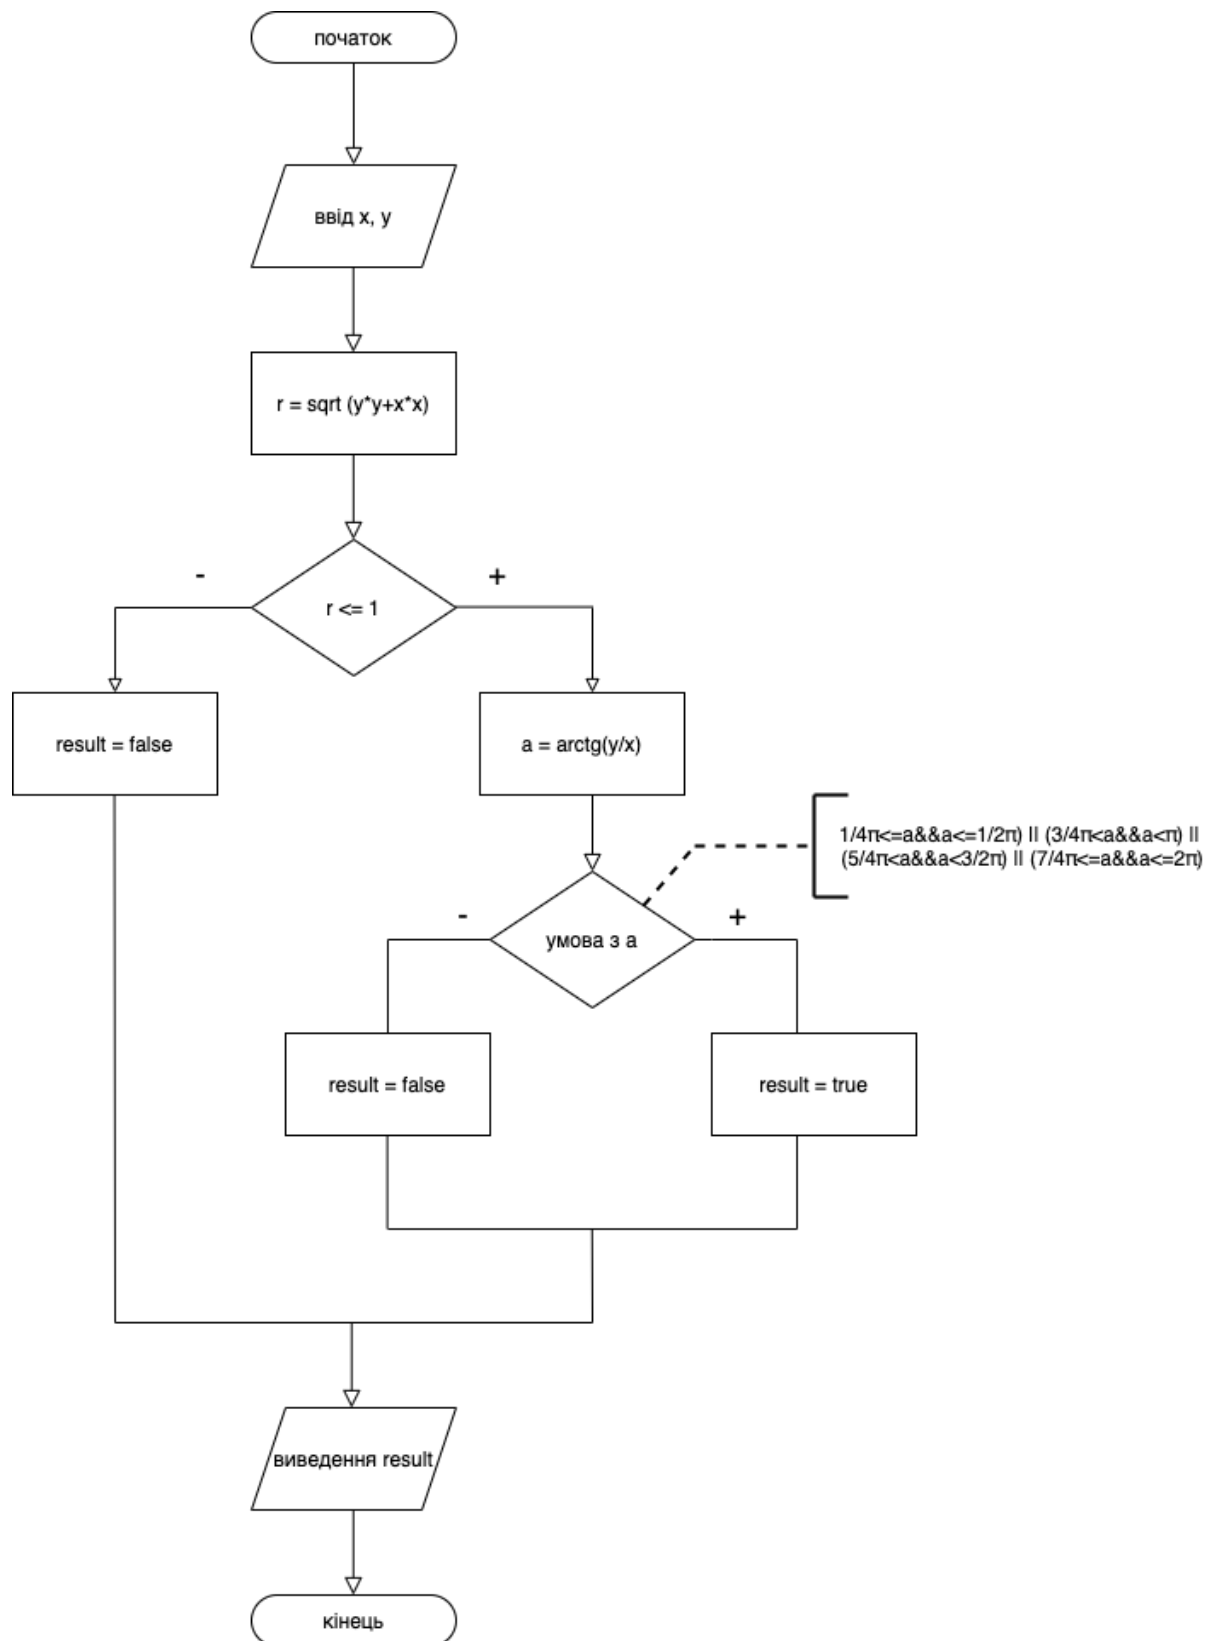 початок
ввід x, y
r = sqrt (y*y+x*x)
-
+
r <= 1
result = false
a = arctg(y/x)
1/4π<=a&&a<=1/2π) || (3/4π<a&&a<π) ||
(5/4π<a&&a<3/2π) || (7/4π<=a&&a<=2π)
-
+
умова з a
result = false
result = true
виведення result
кінець